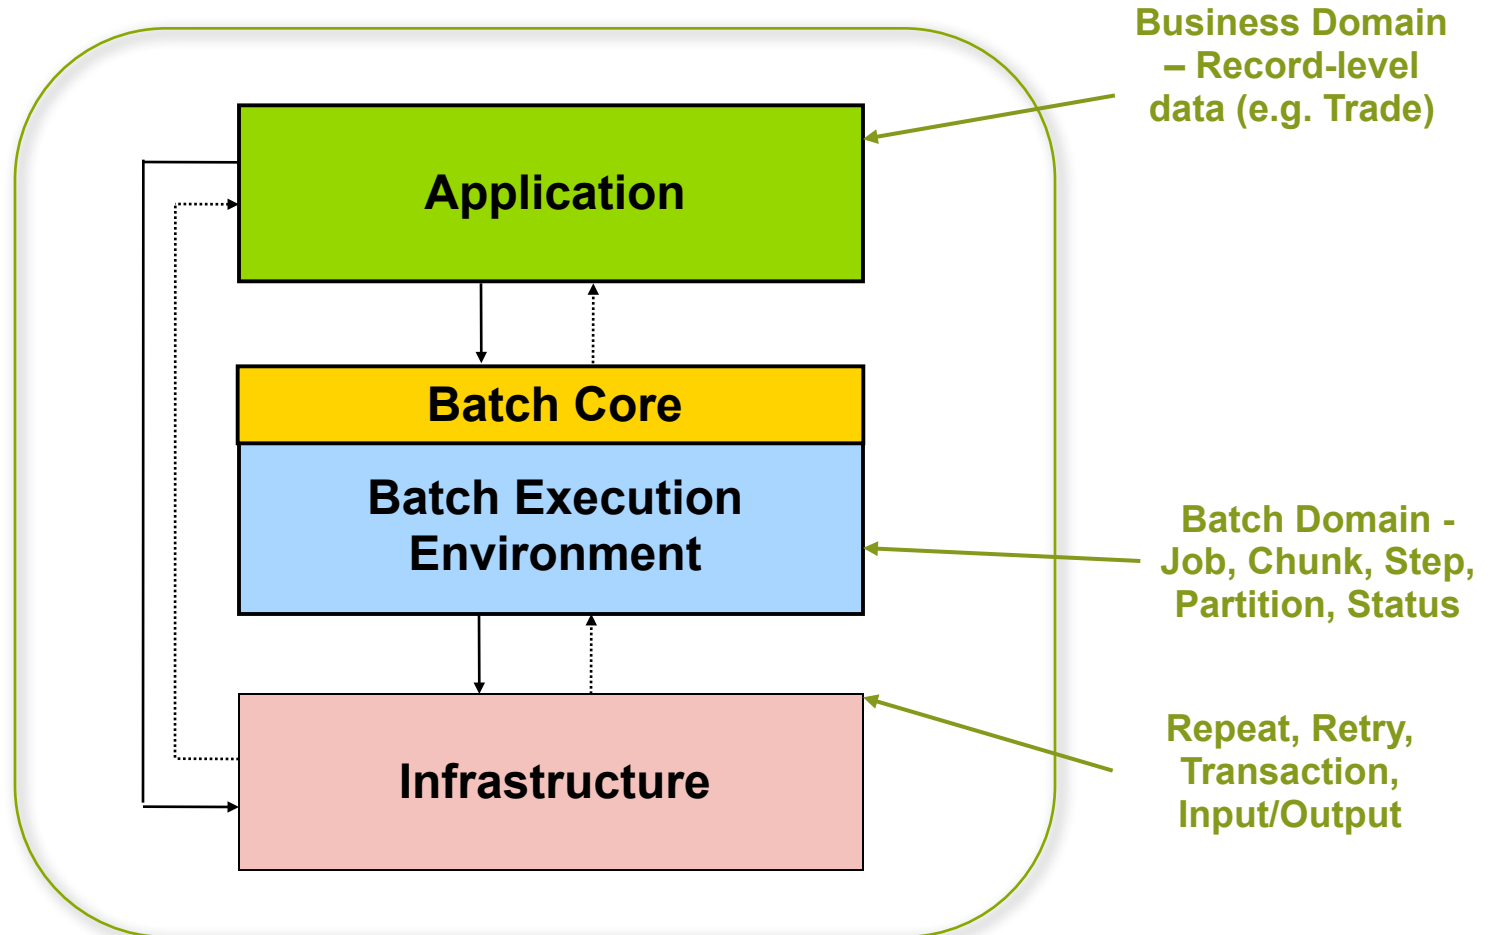 Business Domain
– Record-level
data (e.g. Trade)
Application
Batch Core
Batch Execution
Environment
Batch Domain -
Job, Chunk, Step,
Partition, Status
Infrastructure
Repeat, Retry,
Transaction,
Input/Output